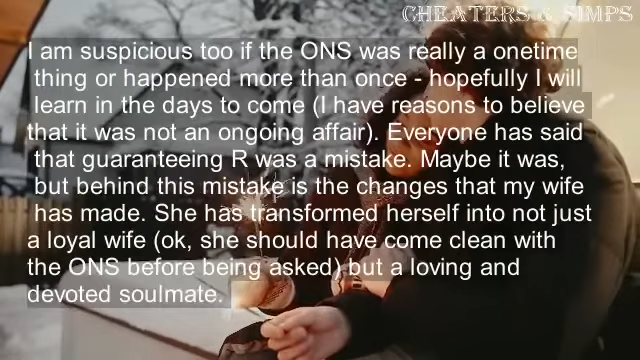 CHEATERS & SIMPS
I am suspicious too if the ONS was really a onetime
thing or happened more than once - hopefully I will
learn in the days to come (I have reasons to believe
that it was not an ongoing affair). Everyone has said
that guaranteeing R was a mistake. Maybe it was,
but behind this mistake is the changes that my wife
has made. She has transformed herself into not just
a loyal wife (ok, she should have come clean with
the ONS before being asked) but a loving and
devoted soulmate.